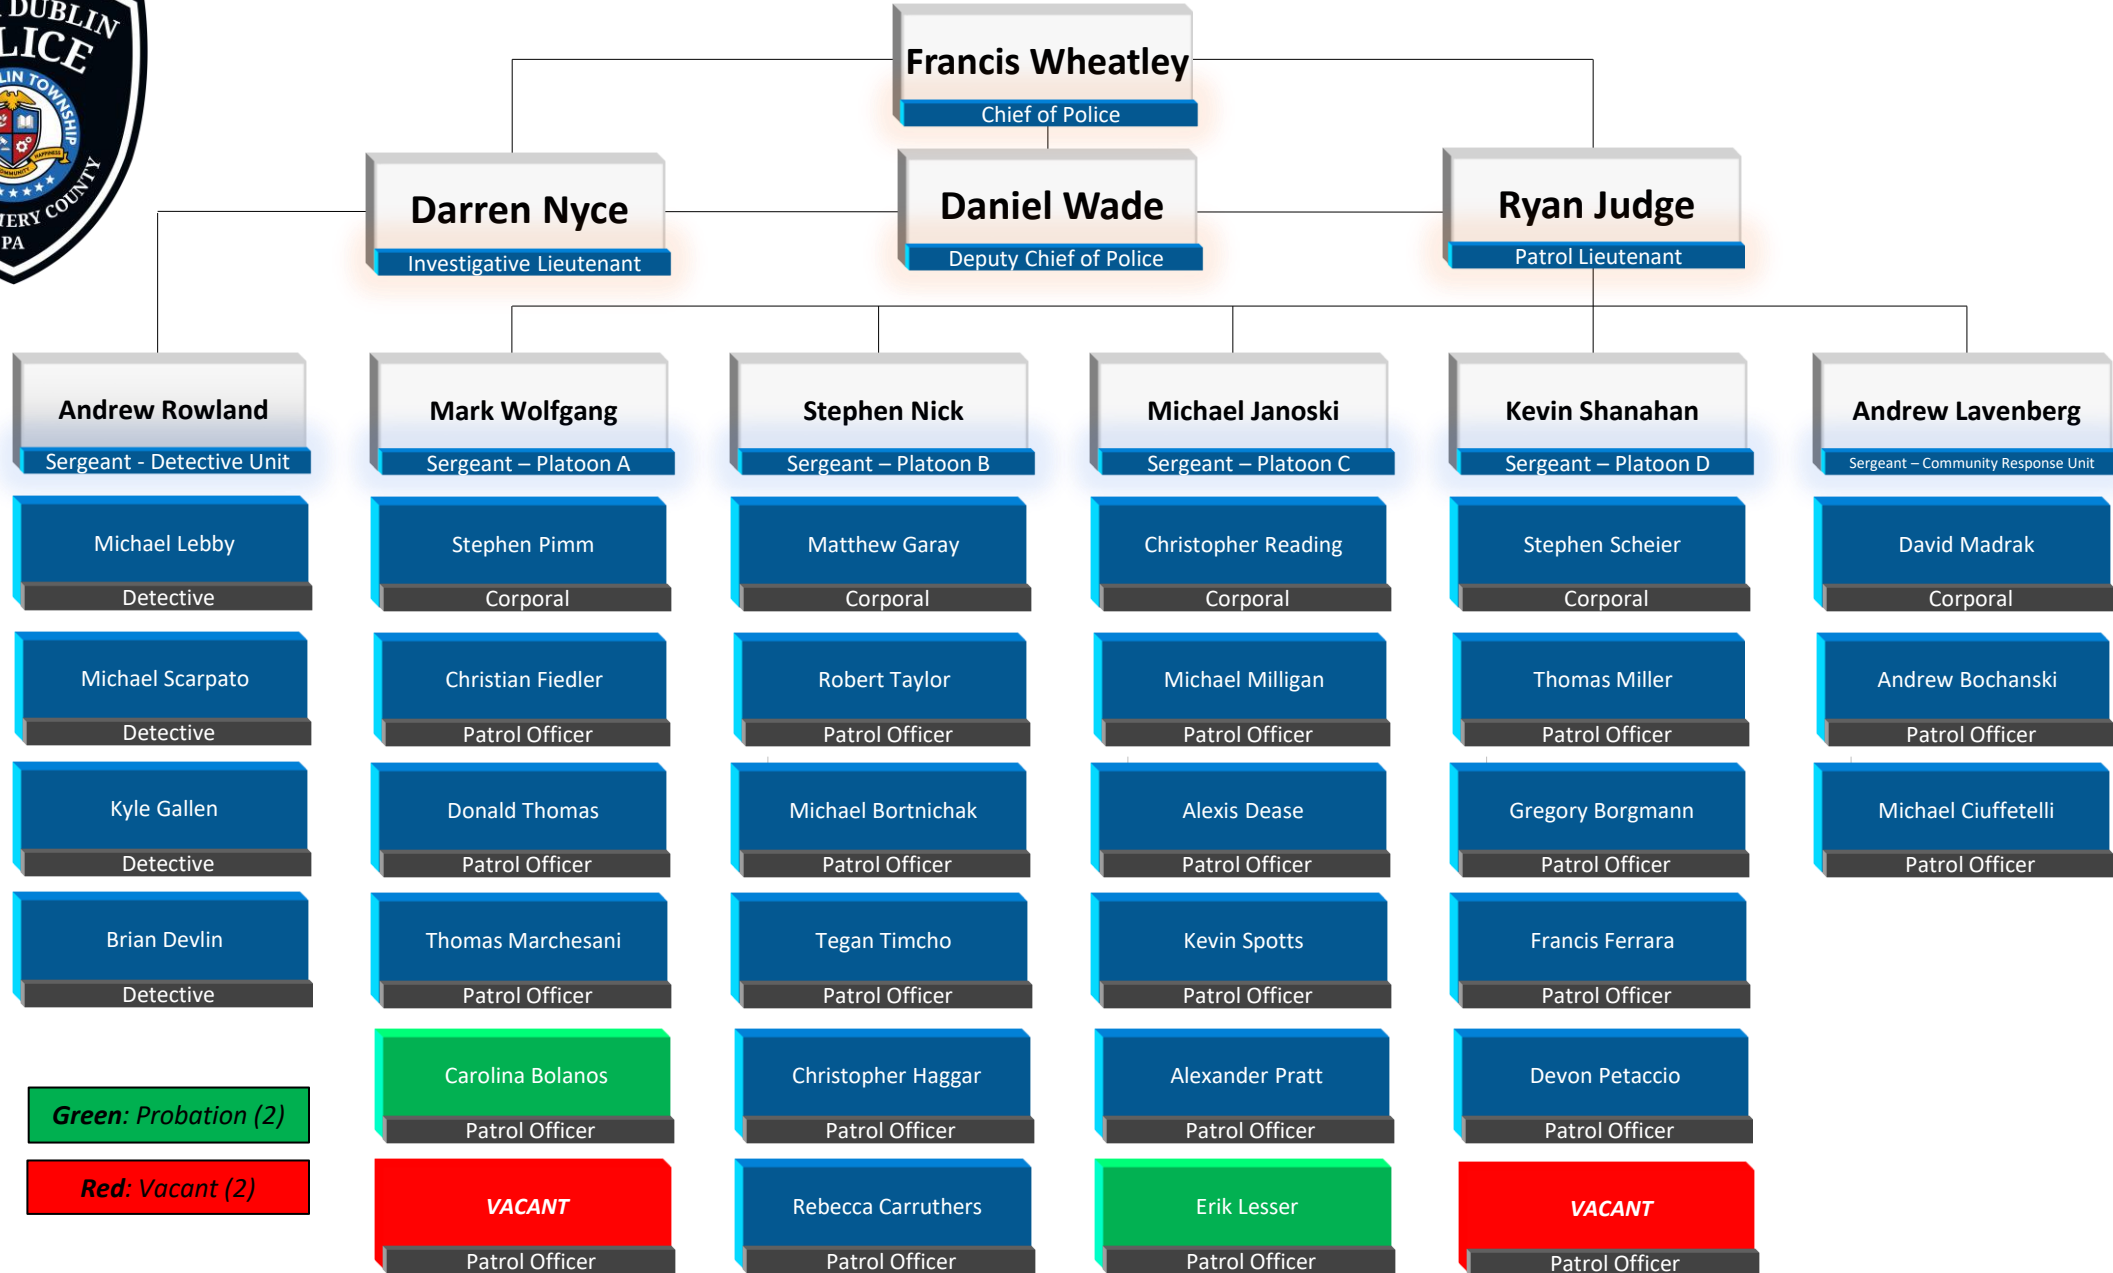 DUBLIN
LIN TOWNSHIP
HAPPINESS
COMMUNITY
COUNTY
PA
Francis Wheatley
Chief of Police
Darren Nyce
Investigative Lieutenant
Daniel Wade
Deputy Chief of Police
Ryan Judge
Patrol Lieutenant
Andrew Rowland
Sergeant - Detective Unit
Michael Lebby
Detective
Michael Scarpato
Detective
Kyle Gallen
Detective
Brian Devlin
Detective
Mark Wolfgang
Sergeant – Platoon A
Stephen Pimm
Corporal
Christian Fiedler
Patrol Officer
Donald Thomas
Patrol Officer
Thomas Marchesani
Patrol Officer
Carolina Bolanos
Patrol Officer
VACANT
Patrol Officer
Stephen Nick
Sergeant – Platoon B
Matthew Garay
Corporal
Robert Taylor
Patrol Officer
Michael Bortnichak
Patrol Officer
Tegan Timcho
Patrol Officer
Christopher Haggar
Patrol Officer
Rebecca Carruthers
Patrol Officer
Michael Janoski
Sergeant – Platoon C
Christopher Reading
Corporal
Michael Milligan
Patrol Officer
Alexis Dease
Patrol Officer
Kevin Spotts
Patrol Officer
Alexander Pratt
Patrol Officer
Erik Lesser
Patrol Officer
Kevin Shanahan
Sergeant – Platoon D
Stephen Scheier
Corporal
Thomas Miller
Patrol Officer
Gregory Borgmann
Patrol Officer
Francis Ferrara
Patrol Officer
Devon Petaccio
Patrol Officer
VACANT
Patrol Officer
Andrew Lavenberg
Sergeant – Community Response Unit
David Madrak
Corporal
Andrew Bochanski
Patrol Officer
Michael Ciuffetelli
Patrol Officer
Green: Probation (2)
Red: Vacant (2)